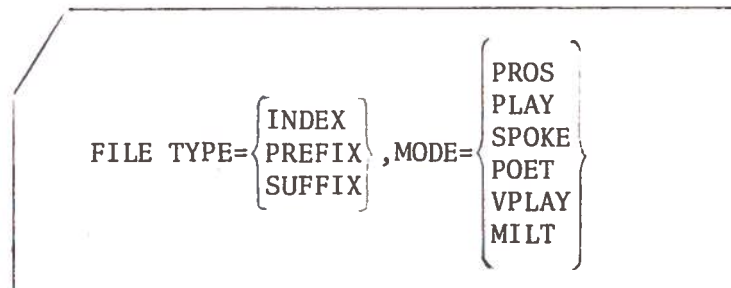 INDEX
FILE TYPE= PREFIX ,MODE=
SUFFIX
PROS
PLAY
SPOKE
POET
VPLAY
MILT